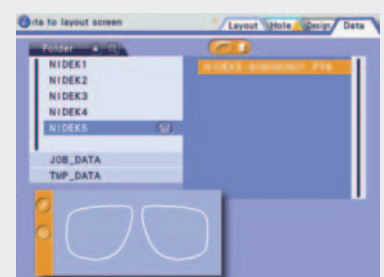 ta to layout screen
Layout Hole Design Data
Folder
NIDEK1
NIDEK2
NIDEK3
NIDEK4
NIDEK5
JOB_DATA
TMP_DATA